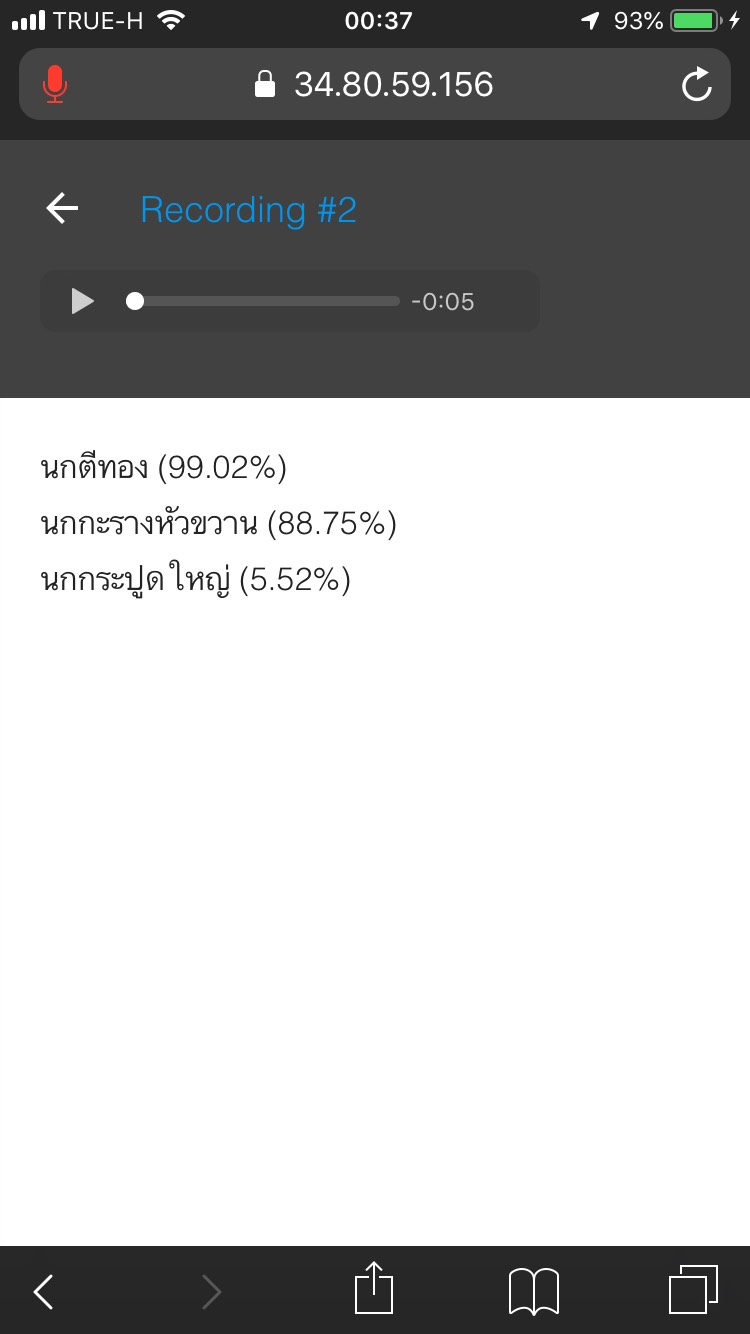 TRUE-H 00:37 93%
34.80.59.156
Recording #2
-0:05
นกตีทอง (99.02%)
นกกะรางหัวขวาน (88.75%)
นกกระปูดใหญ่ (5.52%)